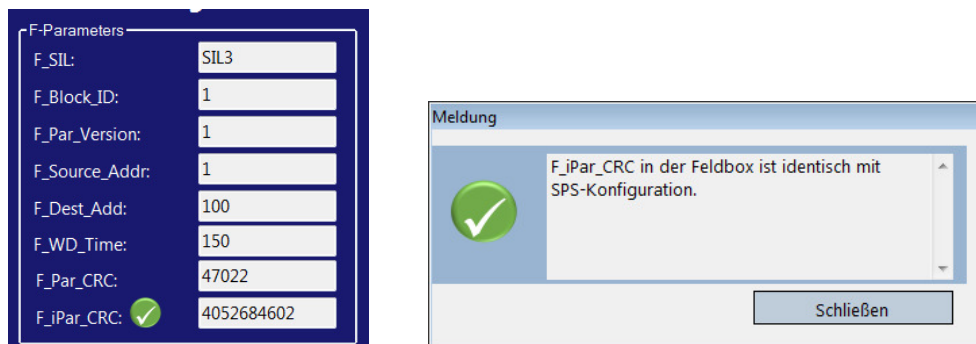 F-Parameters
F_SIL: SIL3
F_Block_ID: 1
F_Par_Version: 1
F_Source_Addr: 1
F_Dest_Add: 100
F_WD_Time: 150
F_Par_CRC: 47022
F_iPar_CRC: 4052684602
Meldung
F_iPar_CRC in der Feldbox ist identisch mit
SPS-Konfiguration.
Schließen